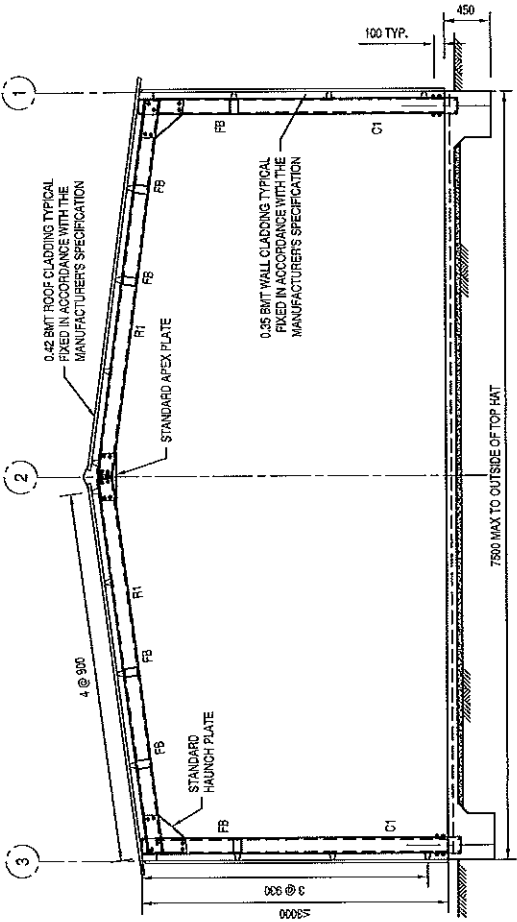 3
2
1
0.42 BMT ROOF CLADDING TYPICAL
FIXED IN ACCORDANCE WITH THE
MANUFACTURER'S SPECIFICATION
4 @ 900
FB
FB
R1
R1
FB
FB
STANDARD APEX PLATE
STANDARD
HAUNCH PLATE
FB
FB
0.35 BMT WALL CLADDING TYPICAL
FIXED IN ACCORDANCE WITH THE
MANUFACTURER'S SPECIFICATION
C1
C1
≤3000
3 @ 930
100 TYP.
450
7500 MAX TO OUTSIDE OF TOP HAT